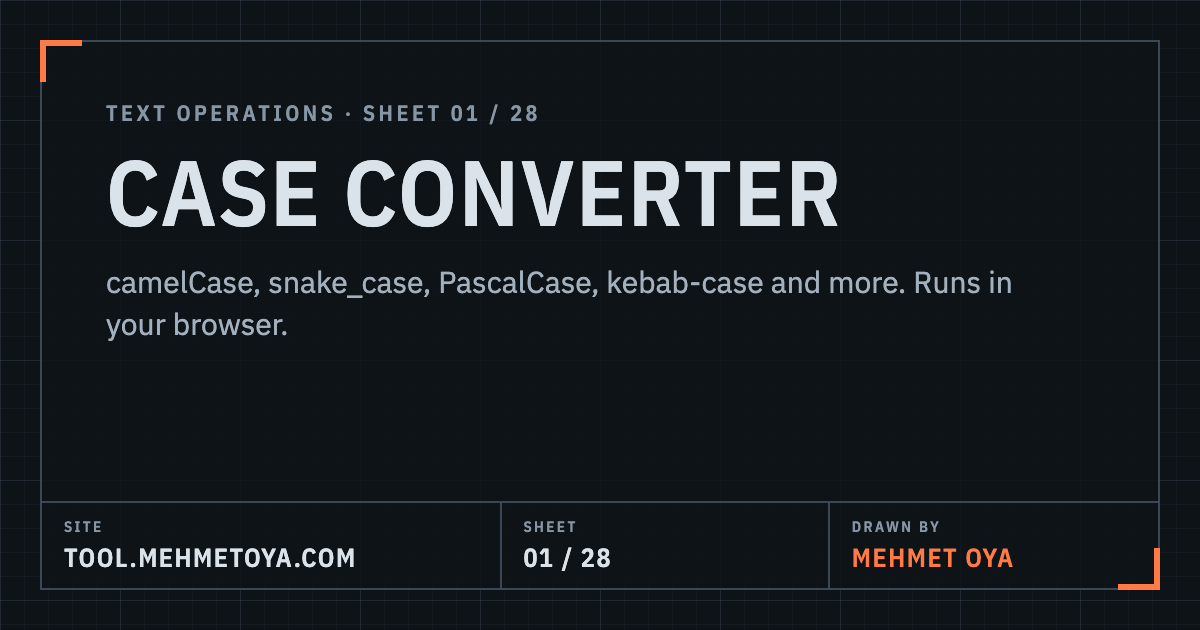 TEXT OPERATIONS · SHEET 01 / 28
CASE CONVERTER
camelCase, snake_case, PascalCase, kebab-case and more. Runs in
your browser.
SITE
TOOL.MEHMETOYA.COM
SHEET
01 / 28
DRAWN BY
MEHMET OYA